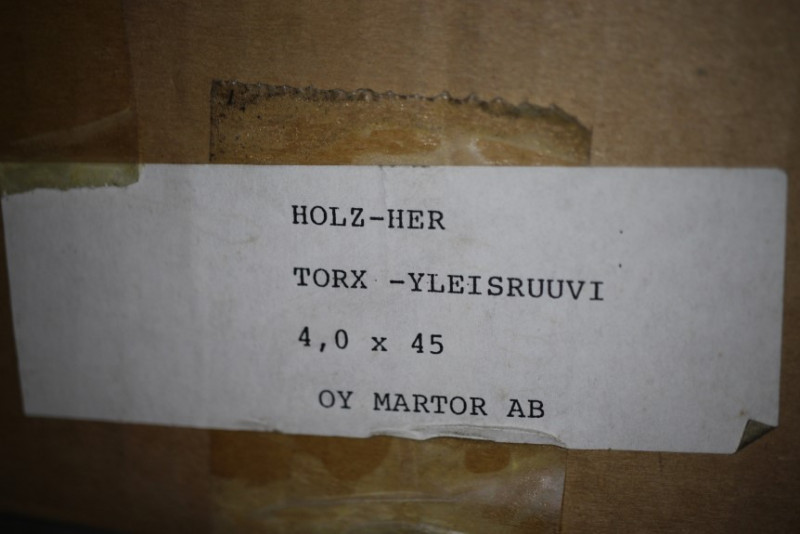 HOLZ-HER
TORX -YLEISRUUVI
4,0 x 45
OY MARTOR AB